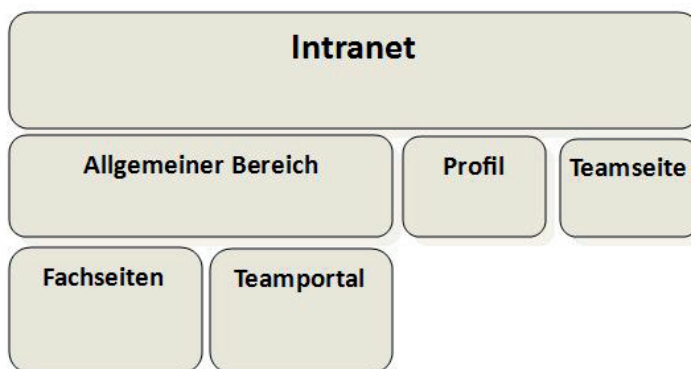 Intranet
Allgemeiner Bereich
Profil
Teamseite
Fachseiten
Teamportal